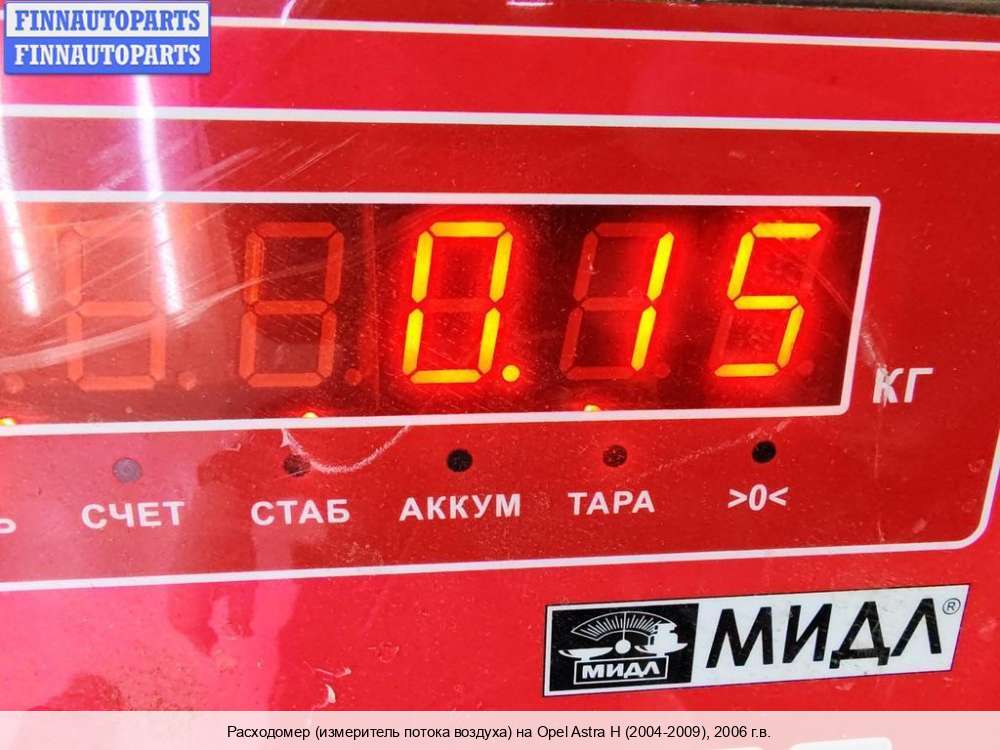 FINNAUTOPARTS
FINNAUTOPARTS
0.15
КГ
Ь СЧЕТ СТАБ АККУМ ТАРА >0<
МИДЛ МИДЛ®
Расходомер (измеритель потока воздуха) на Opel Astra H (2004-2009), 2006 г.в.